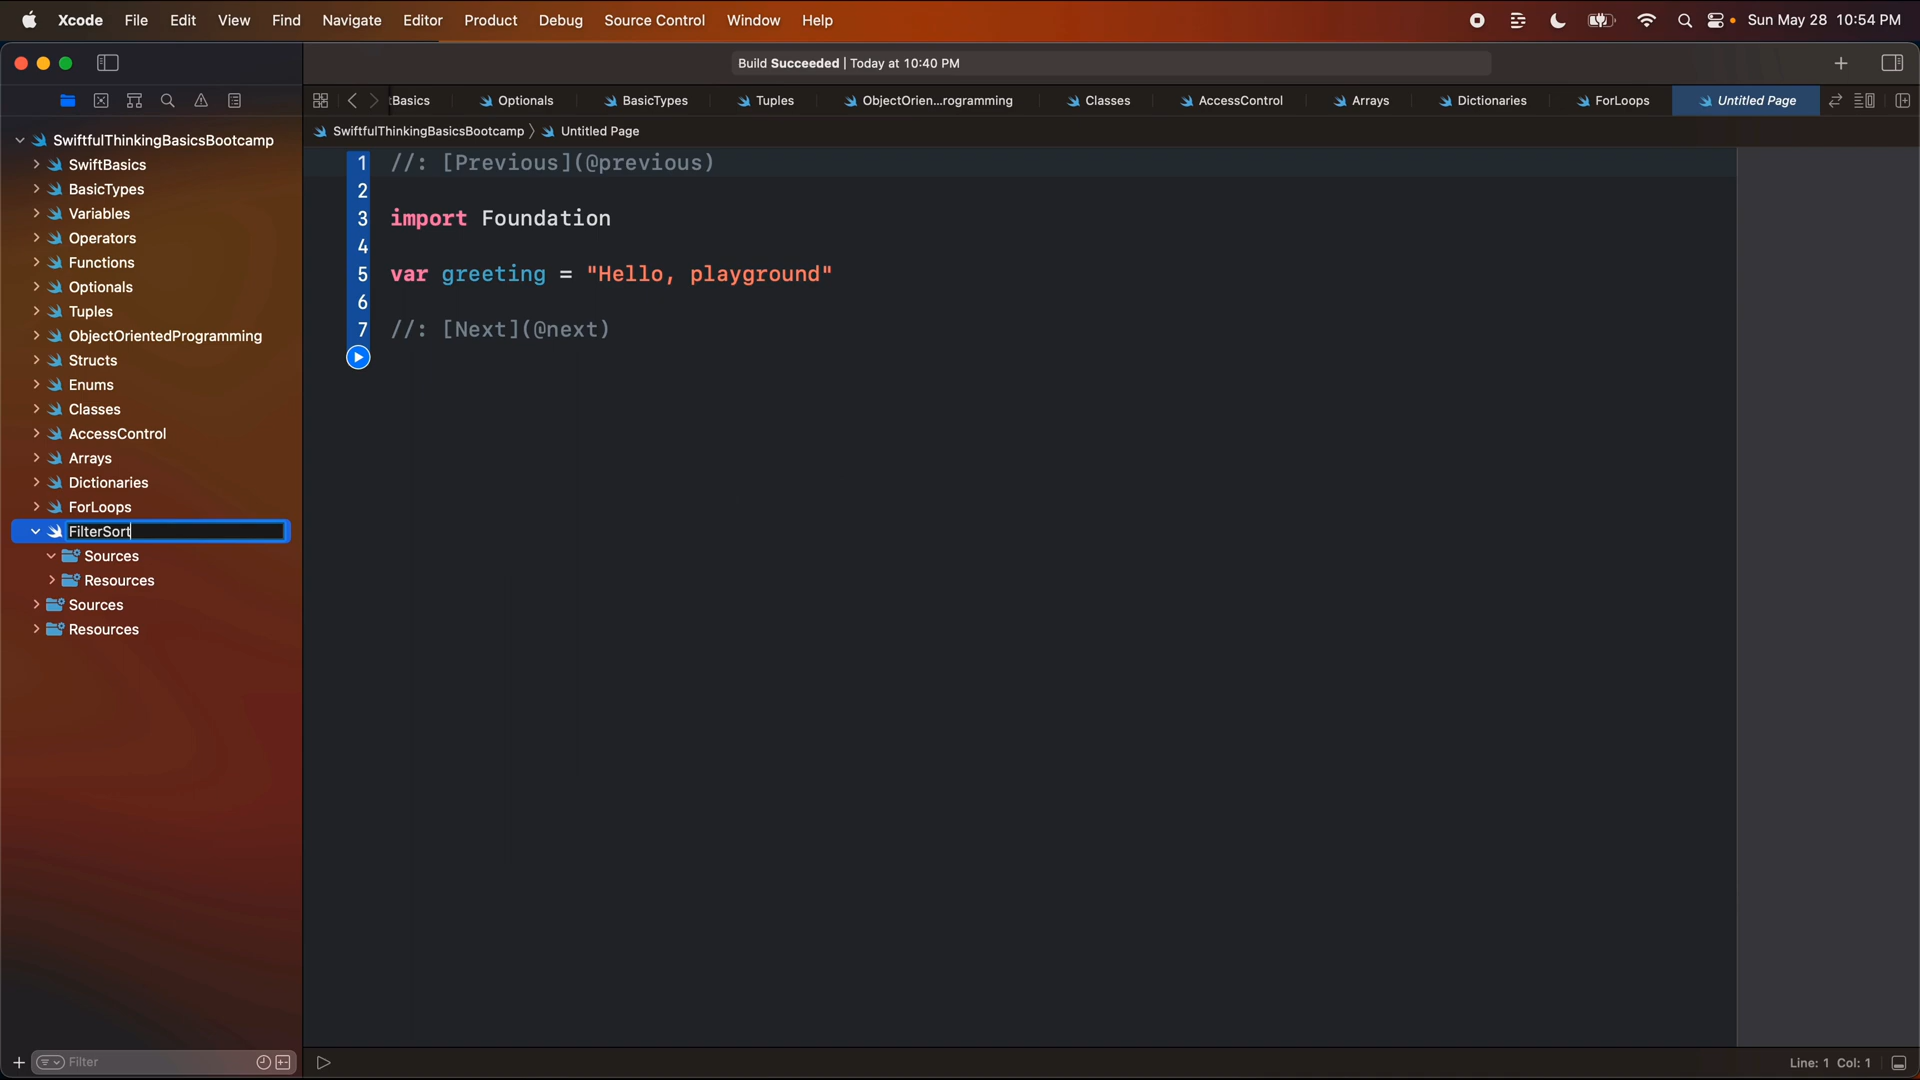 Xcode File Edit View Find Navigate Editor Product Debug Source Control Window Help Sun May 28 10:54 PM
Build Succeeded | Today at 10:40 PM
tBasics Optionals BasicTypes Tuples ObjectOrien...rogramming Classes AccessControl Arrays Dictionaries ForLoops Untitled Page
SwiftfulThinkingBasicsBootcamp 〉 Untitled Page
SwiftfulThinkingBasicsBootcamp
SwiftBasics
BasicTypes
Variables
Operators
Functions
Optionals
Tuples
ObjectOrientedProgramming
Structs
Enums
Classes
AccessControl
Arrays
Dictionaries
ForLoops
FilterSort
Sources
Resources
Sources
Resources
1 //: [Previous](@previous)
2
3 import Foundation
4
5 var greeting = "Hello, playground"
6
7 //: [Next](@next)
Filter
Line: 1 Col: 1